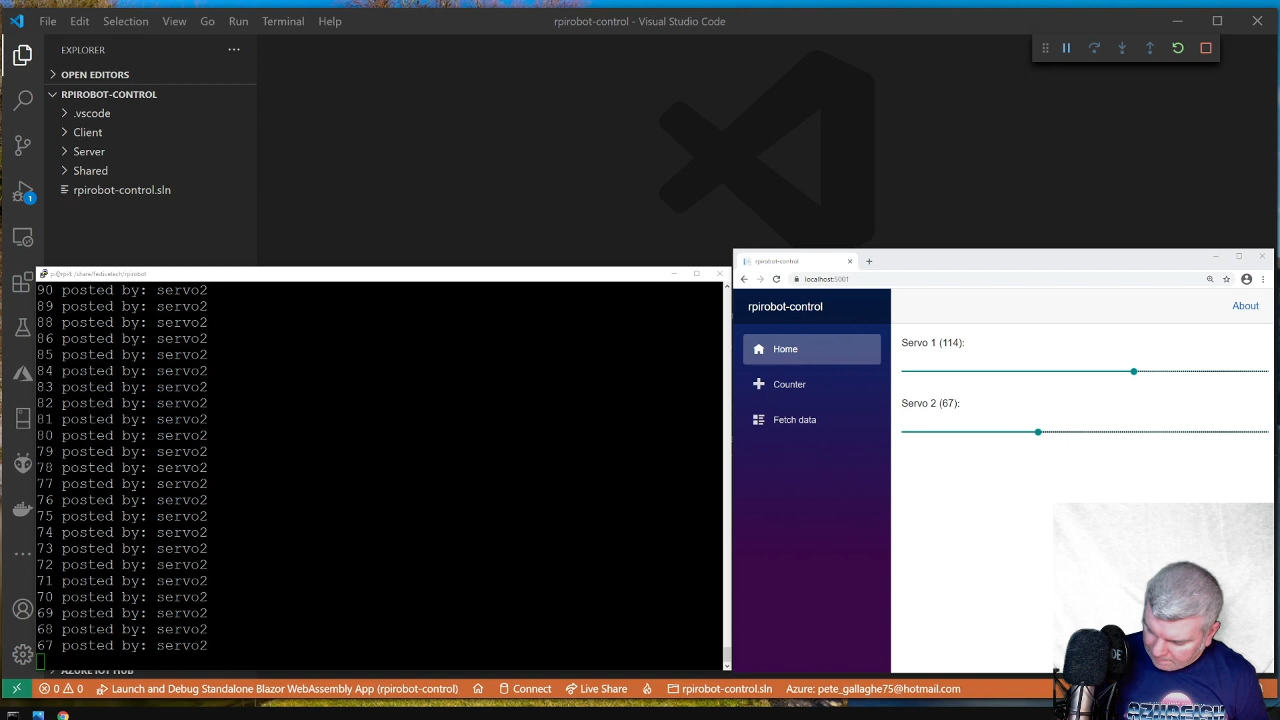 File Edit Selection View Go Run Terminal Help
rpirobot-control - Visual Studio Code
EXPLORER
OPEN EDITORS
RPIROBOT-CONTROL
.vscode
Client
Server
Shared
rpirobot-control.sln
1
90 posted by: servo2
89 posted by: servo2
88 posted by: servo2
86 posted by: servo2
85 posted by: servo2
84 posted by: servo2
83 posted by: servo2
82 posted by: servo2
81 posted by: servo2
80 posted by: servo2
79 posted by: servo2
78 posted by: servo2
77 posted by: servo2
76 posted by: servo2
75 posted by: servo2
74 posted by: servo2
73 posted by: servo2
72 posted by: servo2
71 posted by: servo2
70 posted by: servo2
69 posted by: servo2
68 posted by: servo2
67 posted by: servo2
AZURE IOT HUB
rpirobot-control
localhost:5001
rpirobot-control
About
Home
Counter
Fetch data
Servo 1 (114):
Servo 2 (67):
0 0 Launch and Debug Standalone Blazor WebAssembly App (rpirobot-control) Connect Live Share rpirobot-control.sln Azure: pete_gallaghe75@hotmail.com